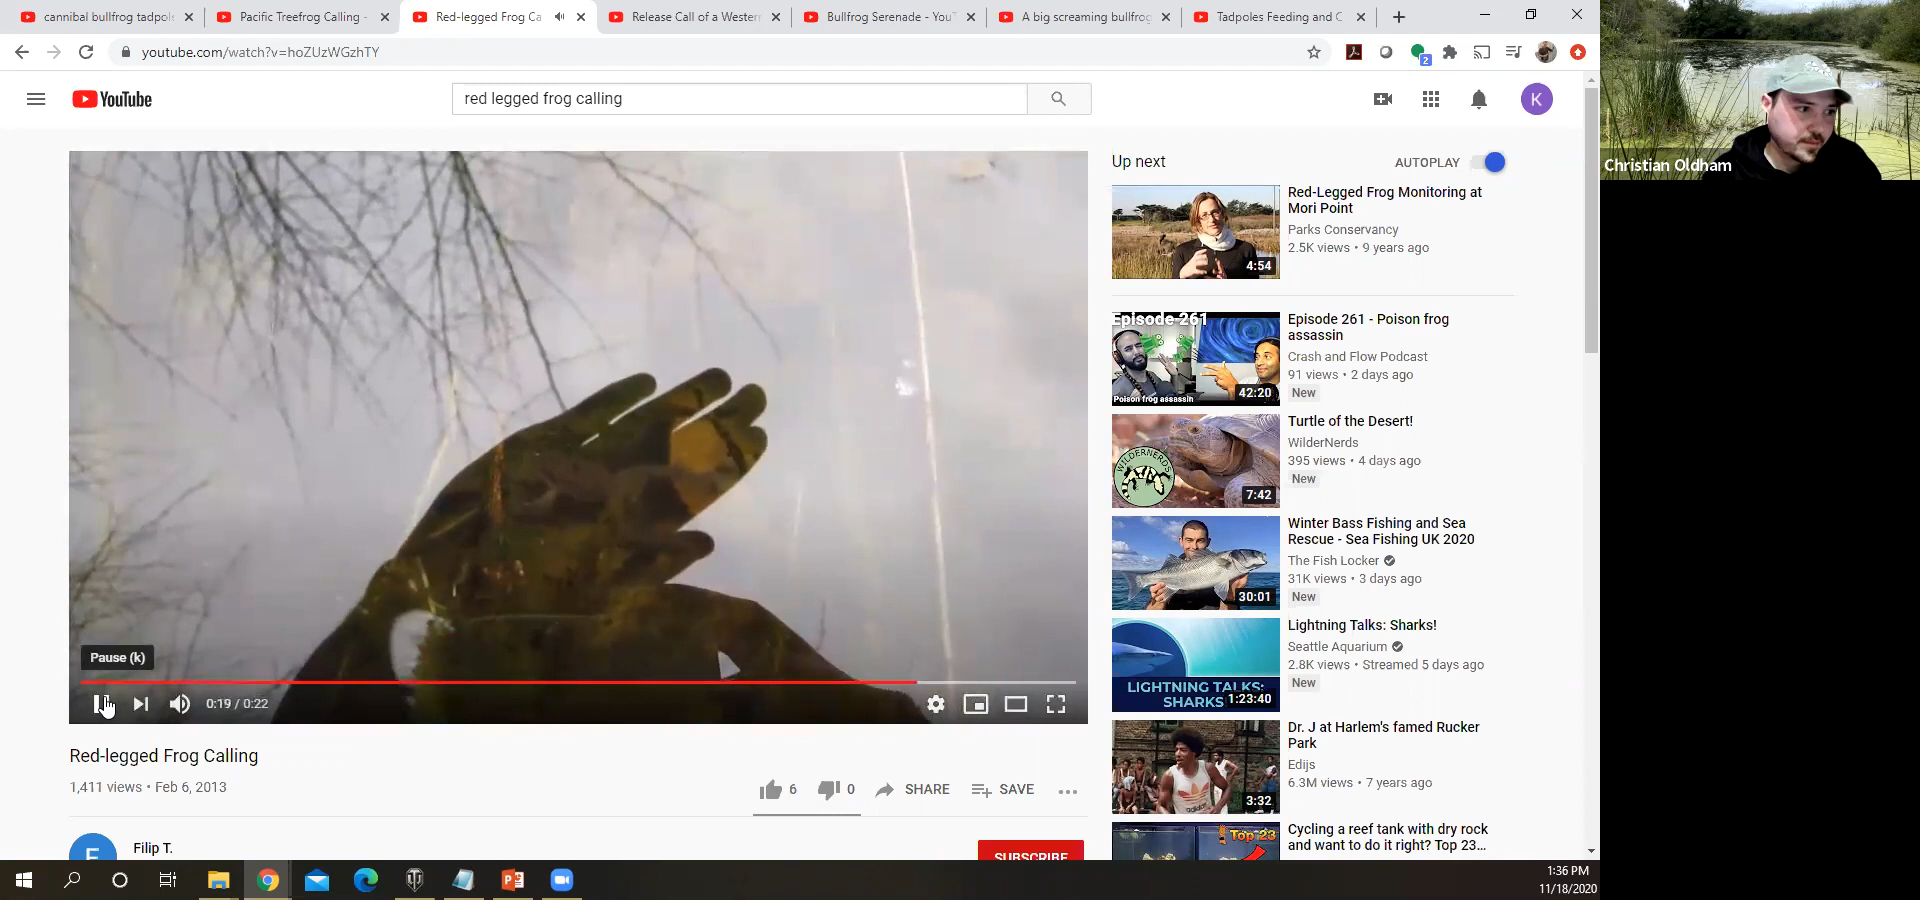 cannibal bullfrog tadpol
Pacific Treefrog Calling -
Red-legged Frog Ca
Release Call of a Wester
Bullfrog Serenade - YouT
A big screaming bullfrog
Tadpoles Feeding and C
youtube.com/watch?v=hoZUzWGzhTY
2
YouTube
red legged frog calling
K
Christian Oldham
Up next
AUTOPLAY
Red-Legged Frog Monitoring at
Mori Point
Parks Conservancy
2.5K views • 9 years ago
4:54
Episode 261
Poison frog assassin
42:20
Episode 261 - Poison frog
assassin
Crash and Flow Podcast
91 views • 2 days ago
New
WILDERNERDS
7:42
Turtle of the Desert!
WilderNerds
395 views • 4 days ago
New
30:01
Winter Bass Fishing and Sea
Rescue - Sea Fishing UK 2020
The Fish Locker
31K views • 3 days ago
New
LIGHTNING TALKS:
SHARKS
1:23:40
Lightning Talks: Sharks!
Seattle Aquarium
2.8K views • Streamed 5 days ago
New
adidas
3:32
Dr. J at Harlem's famed Rucker
Park
Edijs
6.3M views • 7 years ago
Top 23
Cycling a reef tank with dry rock
and want to do it right? Top 23...
Pause (k)
0:19 / 0:22
Red-legged Frog Calling
1,411 views • Feb 6, 2013
6
0
SHARE
SAVE
F
Filip T.
SUBSCRIBE
1:36 PM
11/18/2020